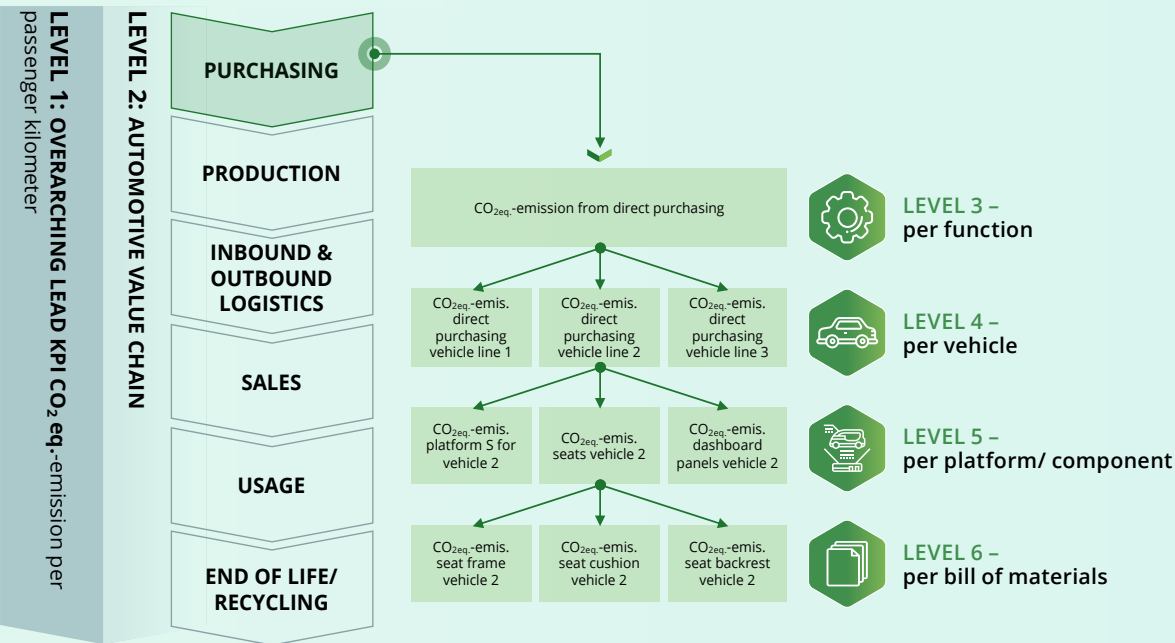 LEVEL 1: OVERARCHING LEAD KPI CO₂ eq.-emission per
passenger kilometer
LEVEL 2: AUTOMOTIVE VALUE CHAIN
PURCHASING
PRODUCTION
INBOUND &
OUTBOUND
LOGISTICS
SALES
USAGE
END OF LIFE/
RECYCLING
CO₂eq.-emission from direct purchasing
LEVEL 3 –
per function
CO₂eq.-emis.
direct
purchasing
vehicle line 1
CO₂eq.-emis.
direct
purchasing
vehicle line 2
CO₂eq.-emis.
direct
purchasing
vehicle line 3
LEVEL 4 –
per vehicle
CO₂eq.-emis.
platform S for
vehicle 2
CO₂eq.-emis.
seats vehicle 2
CO₂eq.-emis.
dashboard
panels vehicle 2
LEVEL 5 –
per platform/ component
CO₂eq.-emis.
seat frame
vehicle 2
CO₂eq.-emis.
seat cushion
vehicle 2
CO₂eq.-emis.
seat backrest
vehicle 2
LEVEL 6 –
per bill of materials